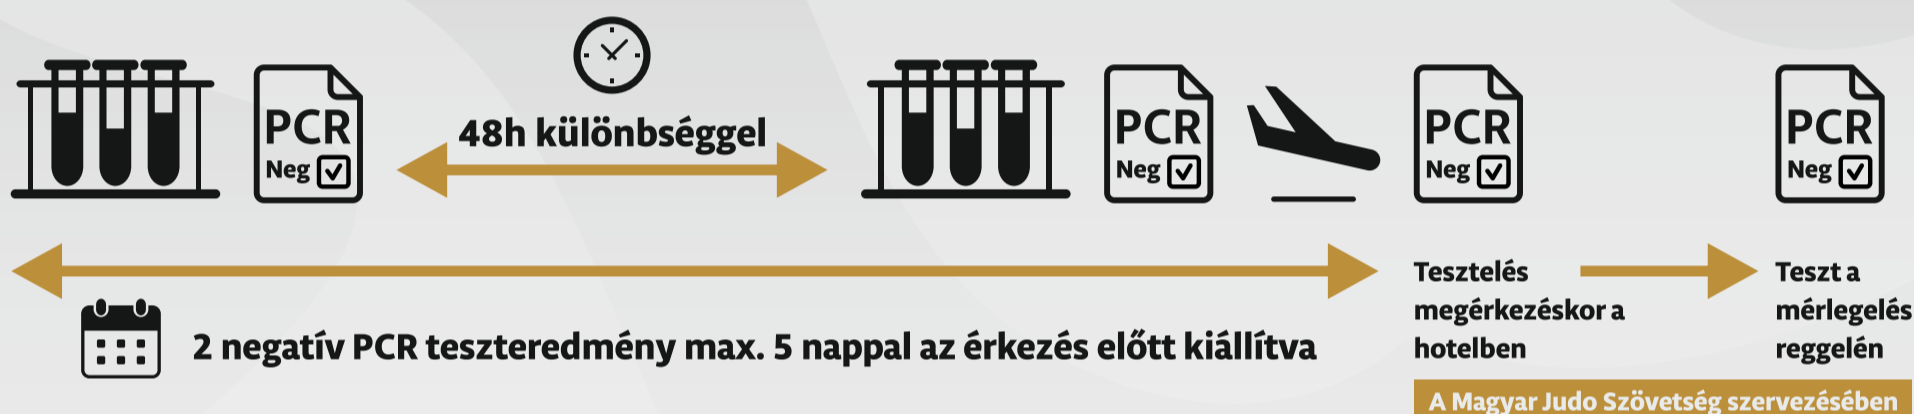 PCR
Neg
48h különbséggel
PCR
Neg
PCR
Neg
PCR
Neg
2 negatív PCR teszteredmény max. 5 nappal az érkezés előtt kiállítva
Tesztelés
megérkezéskor a
hotelben
Teszt a
mérlegelés
reggelén
A Magyar Judo Szövetség szervezésében